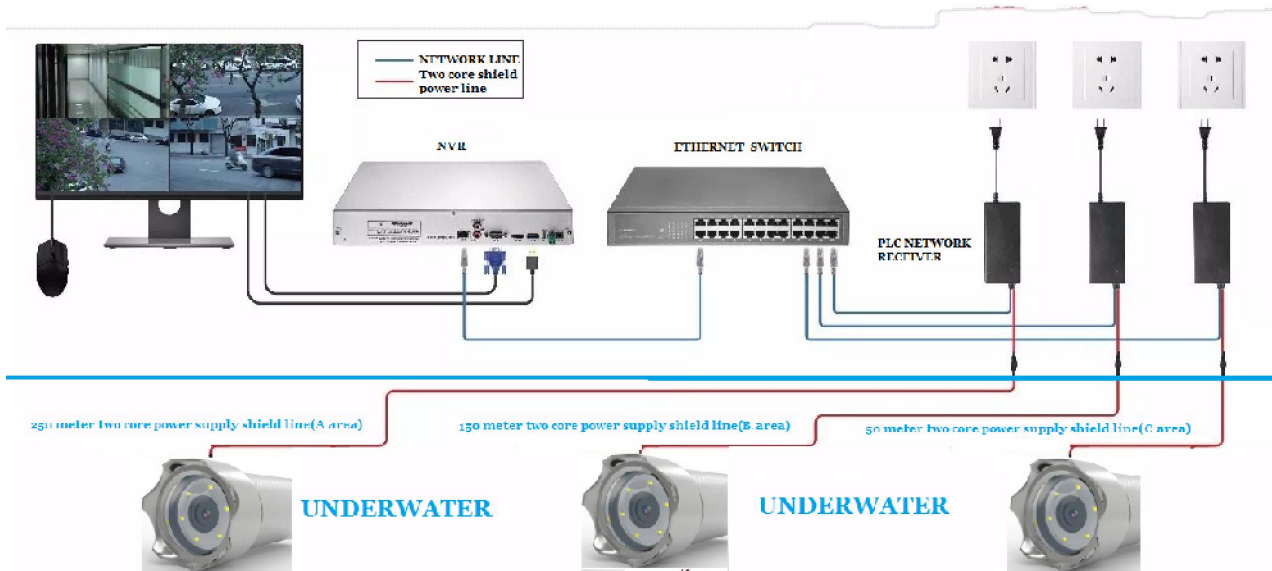 NETWORK LINE
Two core shield
power line
NVR
ETHERNET SWITCH
PLC NETWORK
RECEIVER
250 meter two core power supply shield line(A area)
150 meter two core power supply shield line(B area)
50 meter two core power supply shield line(C area)
UNDERWATER
UNDERWATER